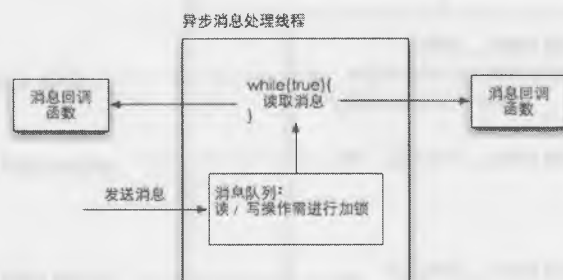 异步消息处理线程
while(true){
读取消息
}
消息回调
函数
消息回调
函数
发送消息
消息队列：
读 / 写操作需进行加锁